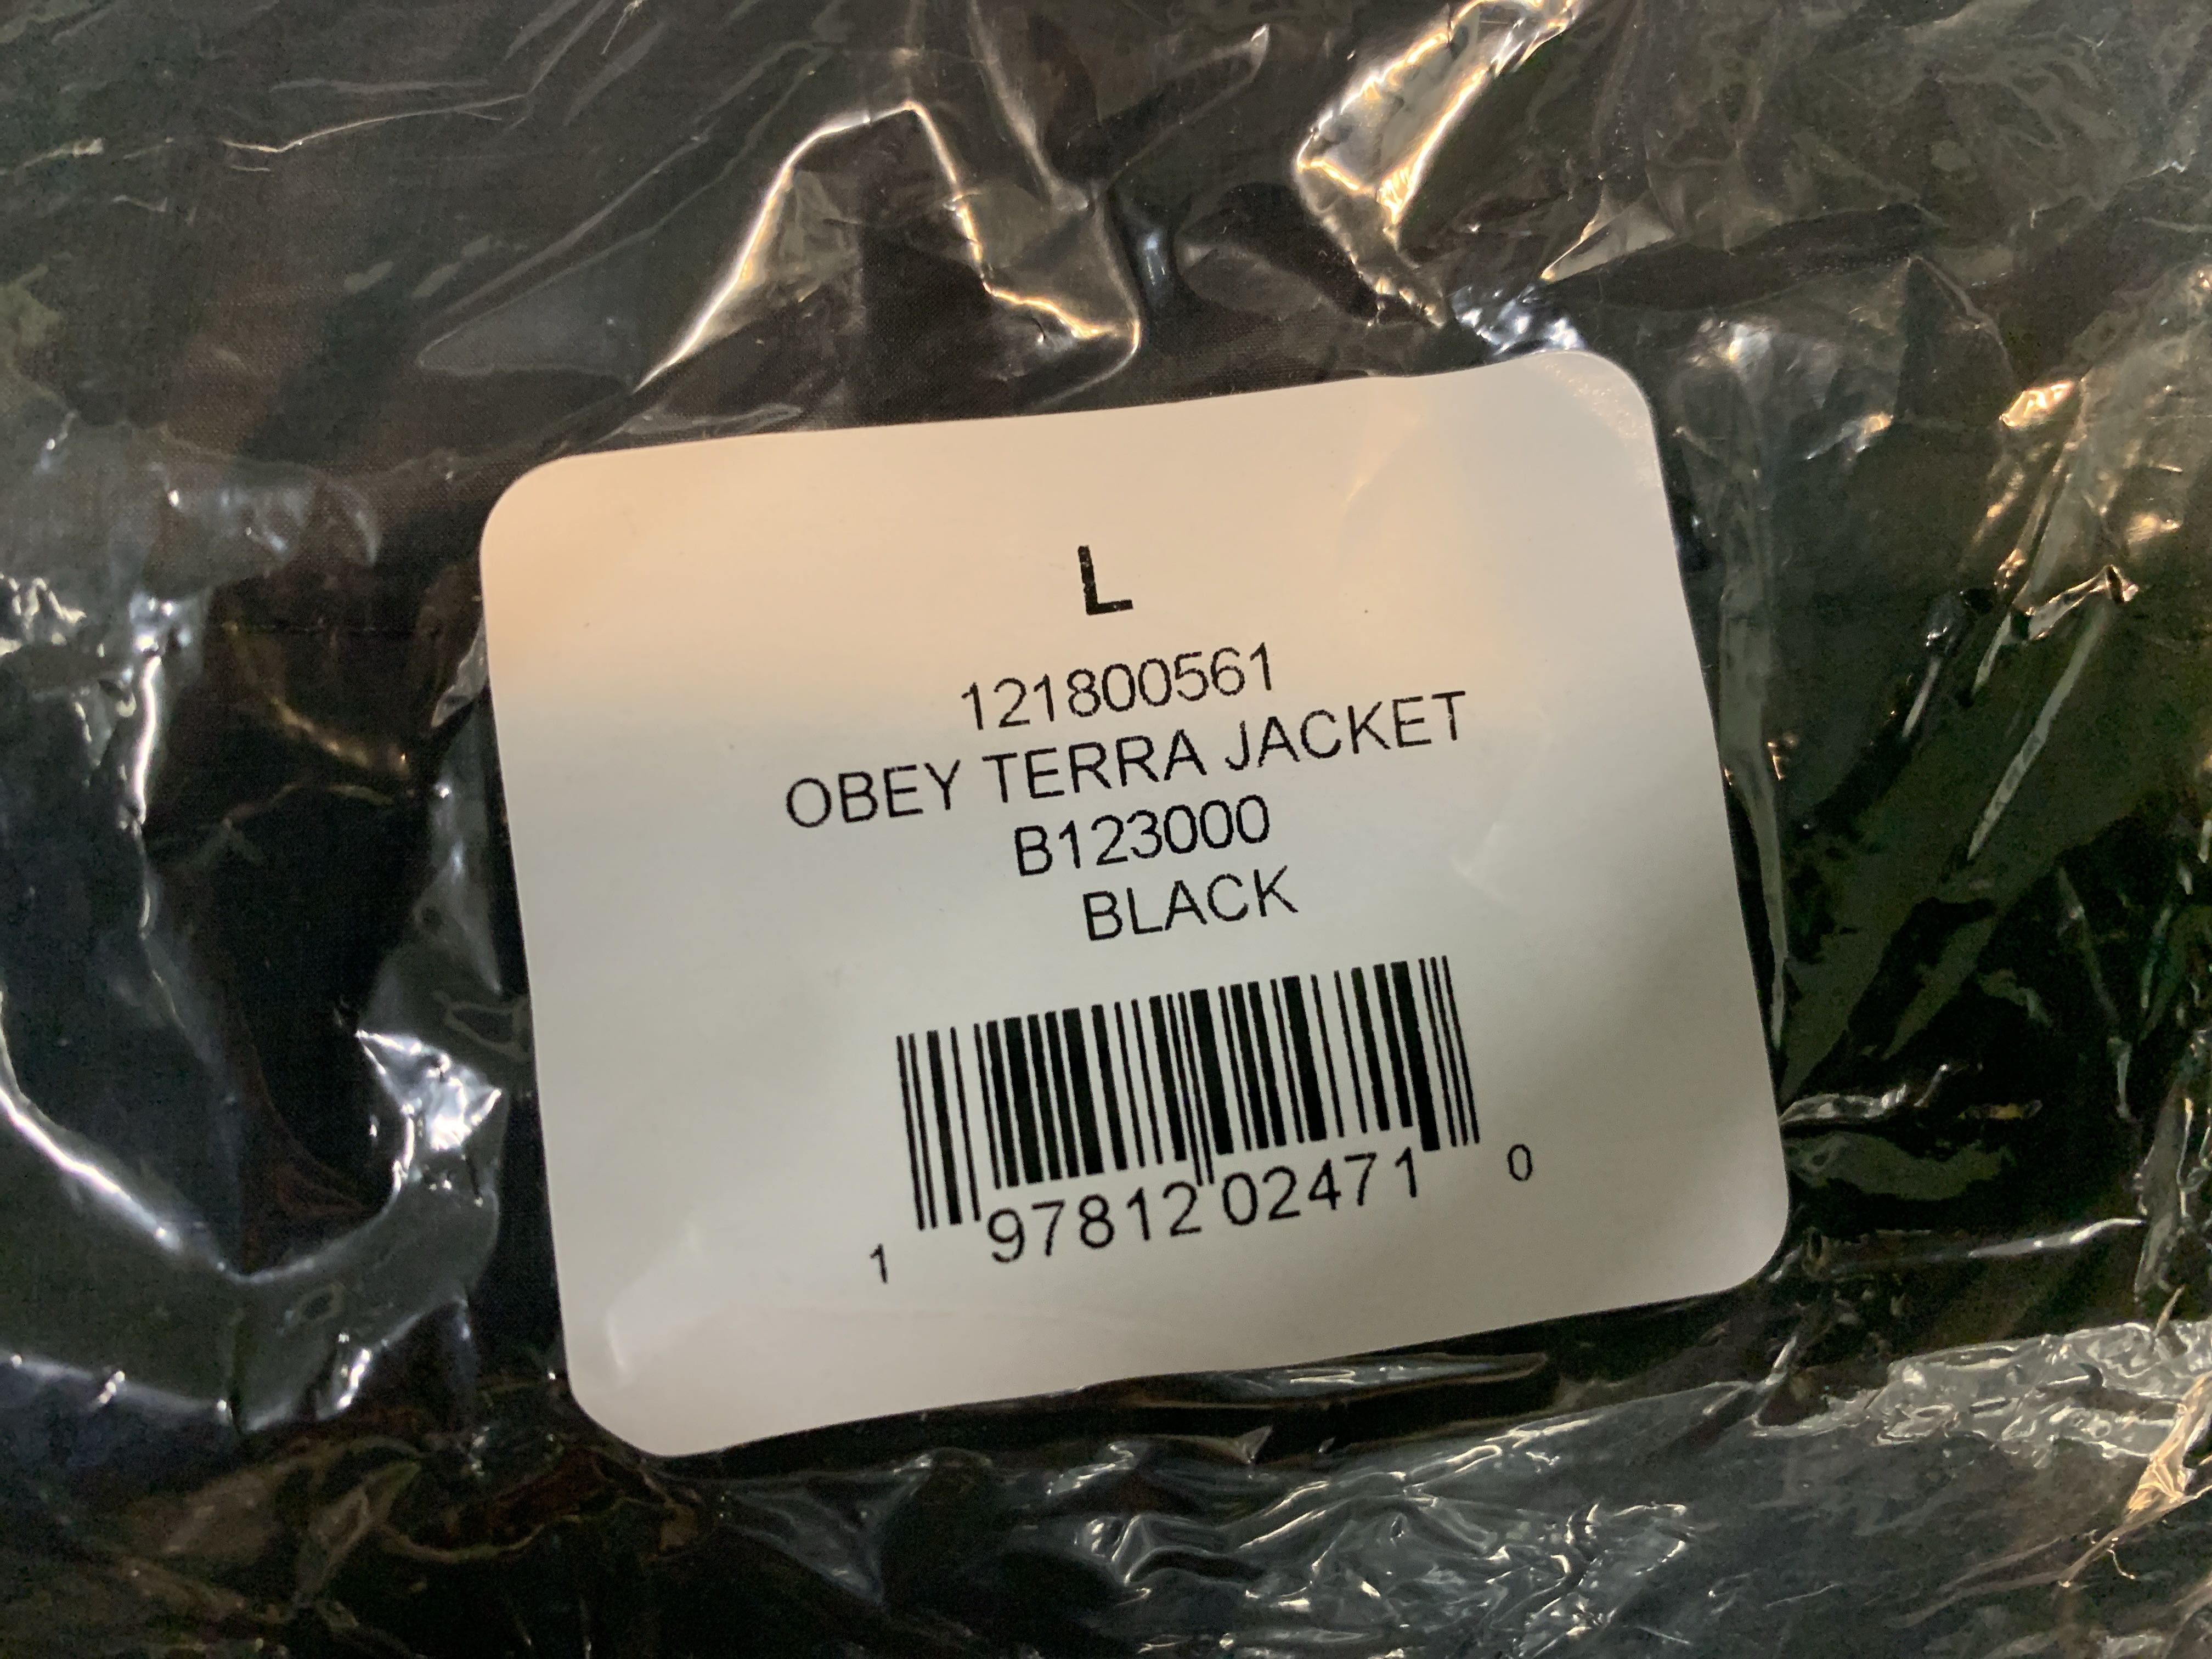 L
121800561
OBEY TERRA JACKET
B123000
BLACK
1 97812 02471 0